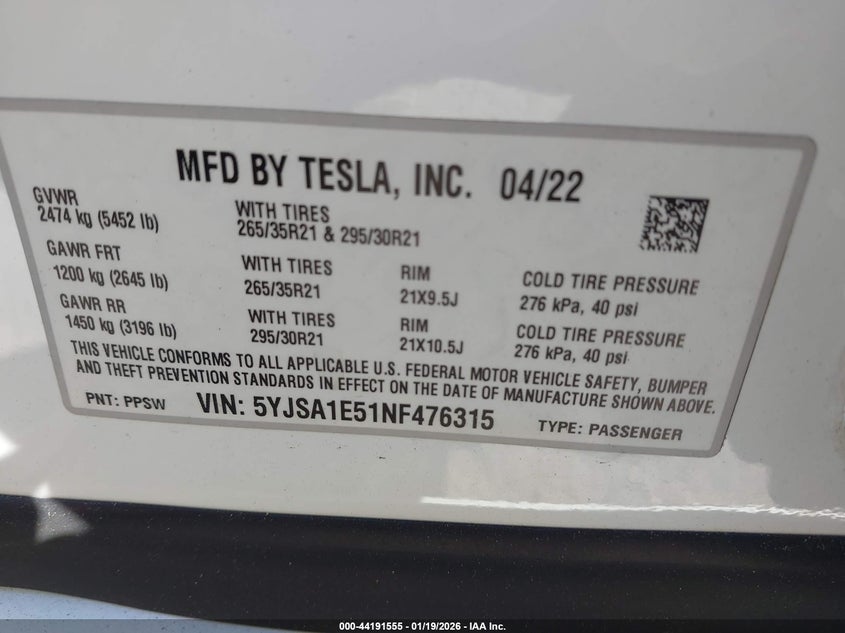 MFD BY TESLA, INC. 04/22
GVWR
2474 kg (5452 lb)
WITH TIRES
265/35R21 & 295/30R21
GAWR FRT
1200 kg (2645 lb)
WITH TIRES
265/35R21
RIM
21X9.5J
COLD TIRE PRESSURE
276 kPa, 40 psi
GAWR RR
1450 kg (3196 lb)
WITH TIRES
295/30R21
RIM
21X10.5J
COLD TIRE PRESSURE
276 kPa, 40 psi
THIS VEHICLE CONFORMS TO ALL APPLICABLE U.S. FEDERAL MOTOR VEHICLE SAFETY, BUMPER
AND THEFT PREVENTION STANDARDS IN EFFECT ON THE DATE OF MANUFACTURE SHOWN ABOVE.
PNT: PPSW VIN: 5YJSA1E51NF476315 TYPE: PASSENGER
000-44191555 - 01/19/2026 - IAA Inc.